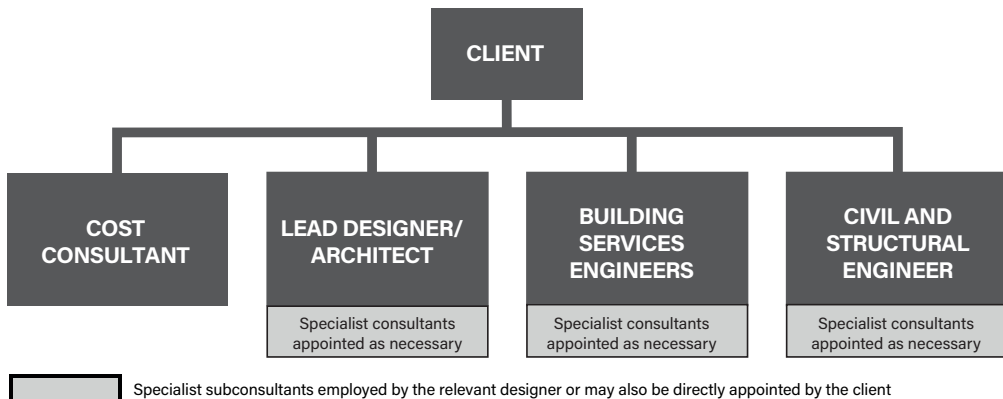 CLIENT
COST
CONSULTANT
LEAD DESIGNER/
ARCHITECT
BUILDING
SERVICES
ENGINEERS
CIVIL AND
STRUCTURAL
ENGINEER
Specialist consultants
appointed as necessary
Specialist consultants
appointed as necessary
Specialist consultants
appointed as necessary
Specialist subconsultants employed by the relevant designer or may also be directly appointed by the client